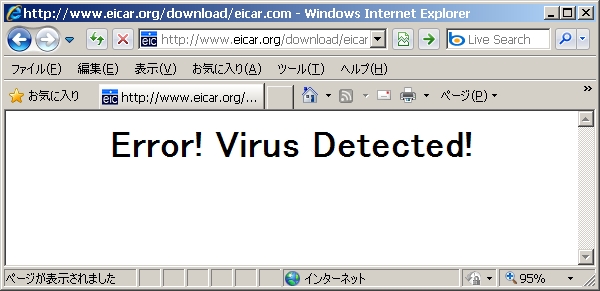 http://www.eicar.org/download/eicar.com - Windows Internet Explorer
eic http://www.eicar.org/download/eicar Live Search
ファイル(F) 編集(E) 表示(V) お気に入り(A) ツール(T) ヘルプ(H)
お気に入り eic http://www.eicar.org/... ページ(P) »
Error! Virus Detected!
ページが表示されました インターネット 95%